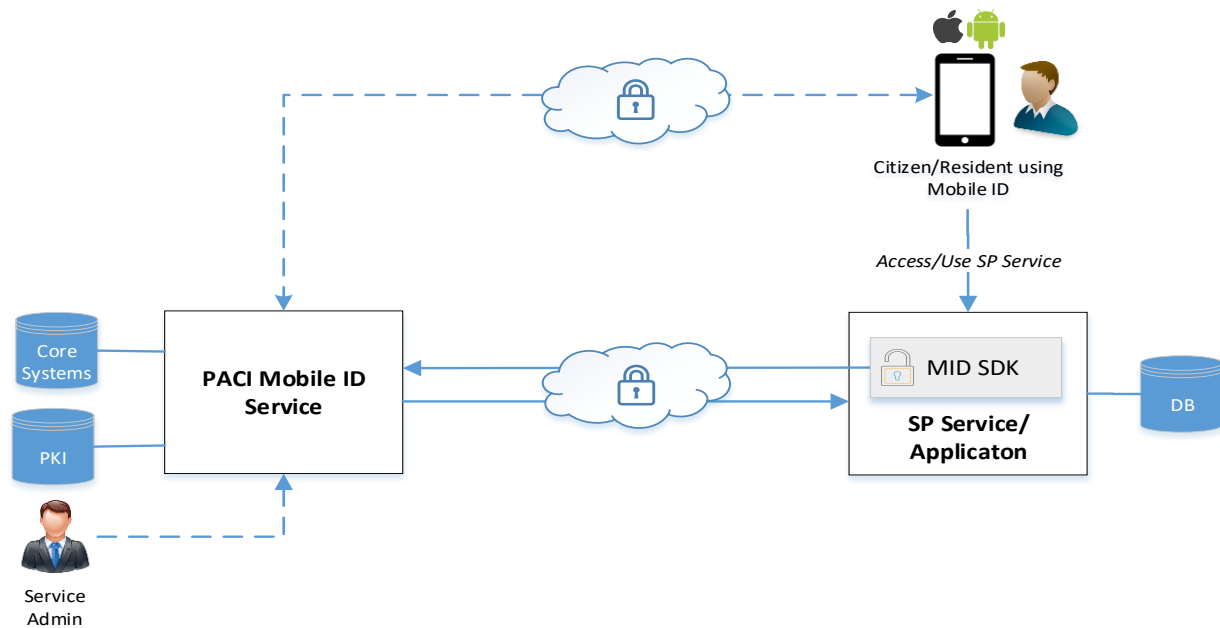 Citizen/Resident using
Mobile ID
Access/Use SP Service
Core
Systems
PACI Mobile ID
Service
MID SDK
SP Service/
Applicaton
DB
PKI
Service
Admin